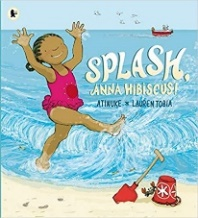 SPLASH,
ANNA HIBISCUS!
ATINUKE * LAUREN TOBIA